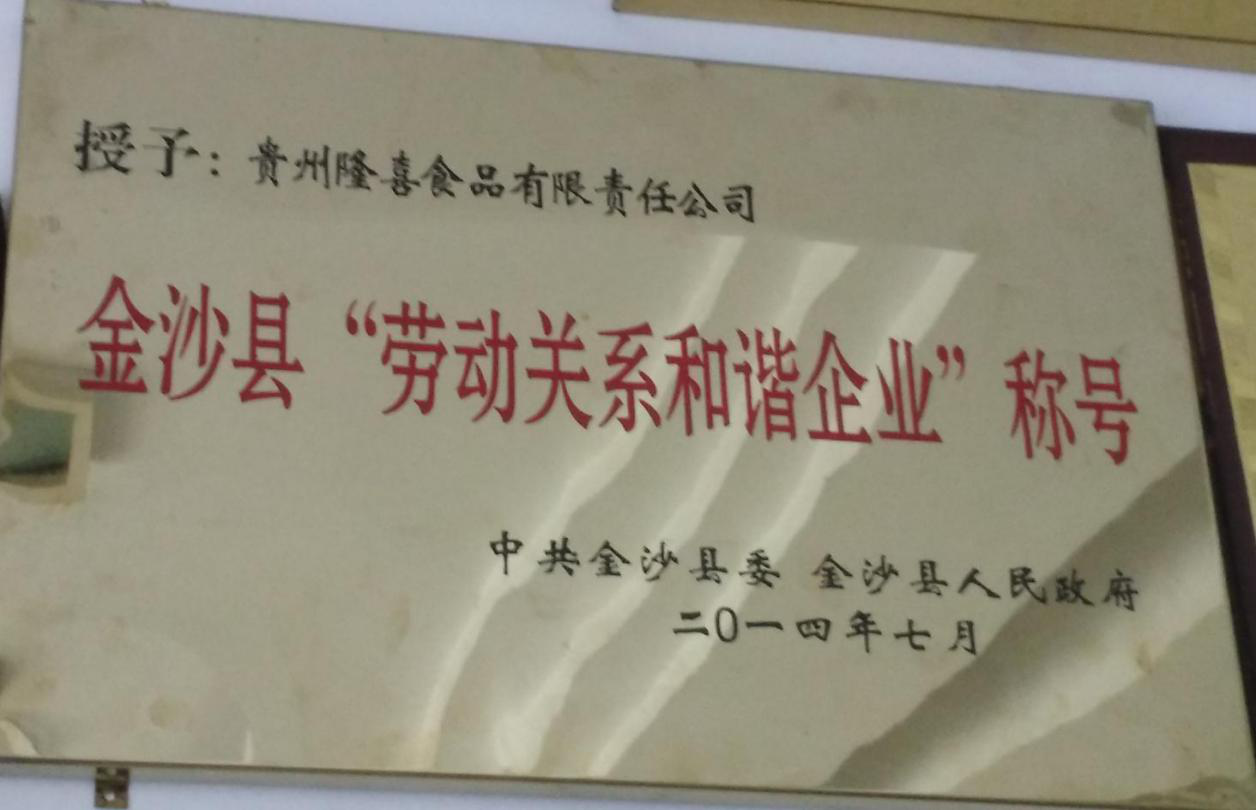 授予：贵州隆喜食品有限责任公司
金沙县“劳动关系和谐企业”称号
中共金沙县委 金沙县人民政府
二〇一四年七月